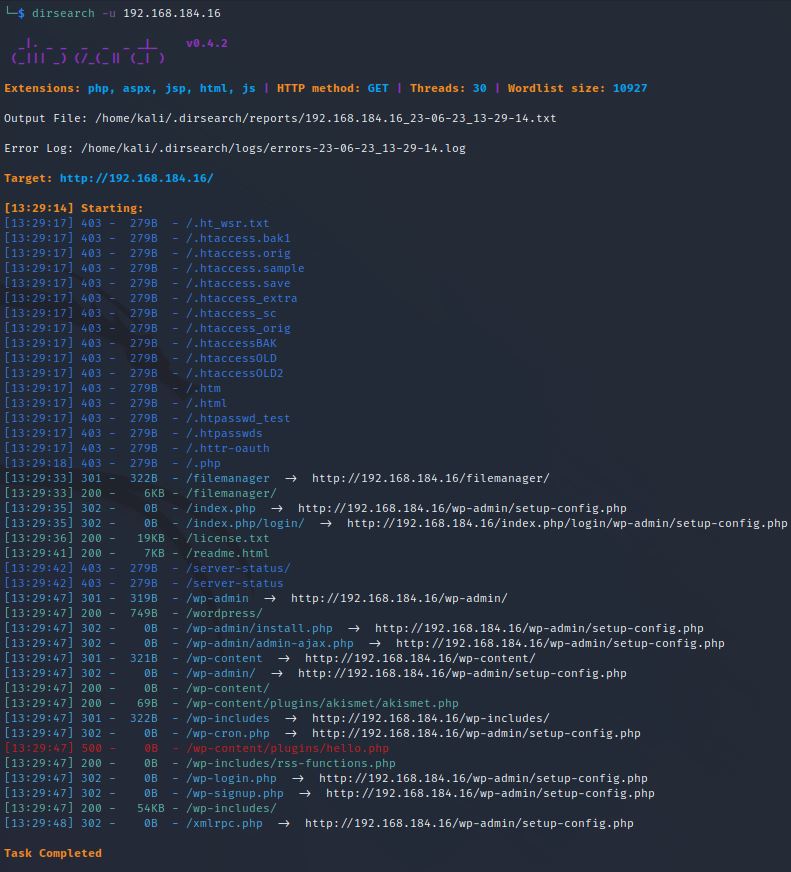 └─$ dirsearch -u 192.168.184.16
  _|. _ _  _  _  _ _|_    v0.4.2
 (_||| _) (/_(_|| (_| )
Extensions: php, aspx, jsp, html, js | HTTP method: GET | Threads: 30 | Wordlist size: 10927
Output File: /home/kali/.dirsearch/reports/192.168.184.16_23-06-23_13-29-14.txt
Error Log: /home/kali/.dirsearch/logs/errors-23-06-23_13-29-14.log
Target: http://192.168.184.16/
[13:29:14] Starting:
[13:29:17] 403 -  279B  - /.ht_wsr.txt
[13:29:17] 403 -  279B  - /.htaccess.bak1
[13:29:17] 403 -  279B  - /.htaccess.orig
[13:29:17] 403 -  279B  - /.htaccess.sample
[13:29:17] 403 -  279B  - /.htaccess.save
[13:29:17] 403 -  279B  - /.htaccess_extra
[13:29:17] 403 -  279B  - /.htaccess_sc
[13:29:17] 403 -  279B  - /.htaccess_orig
[13:29:17] 403 -  279B  - /.htaccessBAK
[13:29:17] 403 -  279B  - /.htaccessOLD
[13:29:17] 403 -  279B  - /.htaccessOLD2
[13:29:17] 403 -  279B  - /.htm
[13:29:17] 403 -  279B  - /.html
[13:29:17] 403 -  279B  - /.htpasswd_test
[13:29:17] 403 -  279B  - /.htpasswds
[13:29:17] 403 -  279B  - /.httr-oauth
[13:29:18] 403 -  279B  - /.php
[13:29:33] 301 -  322B  - /filemanager  →  http://192.168.184.16/filemanager/
[13:29:33] 200 -    6KB - /filemanager/
[13:29:35] 302 -    0B  - /index.php  →  http://192.168.184.16/wp-admin/setup-config.php
[13:29:35] 302 -    0B  - /index.php/login/  →  http://192.168.184.16/index.php/login/wp-admin/setup-config.php
[13:29:36] 200 -   19KB - /license.txt
[13:29:41] 200 -    7KB - /readme.html
[13:29:42] 403 -  279B  - /server-status/
[13:29:42] 403 -  279B  - /server-status
[13:29:47] 301 -  319B  - /wp-admin  →  http://192.168.184.16/wp-admin/
[13:29:47] 200 -  749B  - /wordpress/
[13:29:47] 302 -    0B  - /wp-admin/install.php  →  http://192.168.184.16/wp-admin/setup-config.php
[13:29:47] 302 -    0B  - /wp-admin/admin-ajax.php  →  http://192.168.184.16/wp-admin/setup-config.php
[13:29:47] 301 -  321B  - /wp-content  →  http://192.168.184.16/wp-content/
[13:29:47] 302 -    0B  - /wp-admin/  →  http://192.168.184.16/wp-admin/setup-config.php
[13:29:47] 200 -    0B  - /wp-content/
[13:29:47] 200 -   69B  - /wp-content/plugins/akismet/akismet.php
[13:29:47] 301 -  322B  - /wp-includes  →  http://192.168.184.16/wp-includes/
[13:29:47] 302 -    0B  - /wp-cron.php  →  http://192.168.184.16/wp-admin/setup-config.php
[13:29:47] 500 -    0B  - /wp-content/plugins/hello.php
[13:29:47] 200 -    0B  - /wp-includes/rss-functions.php
[13:29:47] 302 -    0B  - /wp-login.php  →  http://192.168.184.16/wp-admin/setup-config.php
[13:29:47] 302 -    0B  - /wp-signup.php  →  http://192.168.184.16/wp-admin/setup-config.php
[13:29:47] 200 -   54KB - /wp-includes/
[13:29:48] 302 -    0B  - /xmlrpc.php  →  http://192.168.184.16/wp-admin/setup-config.php
Task Completed